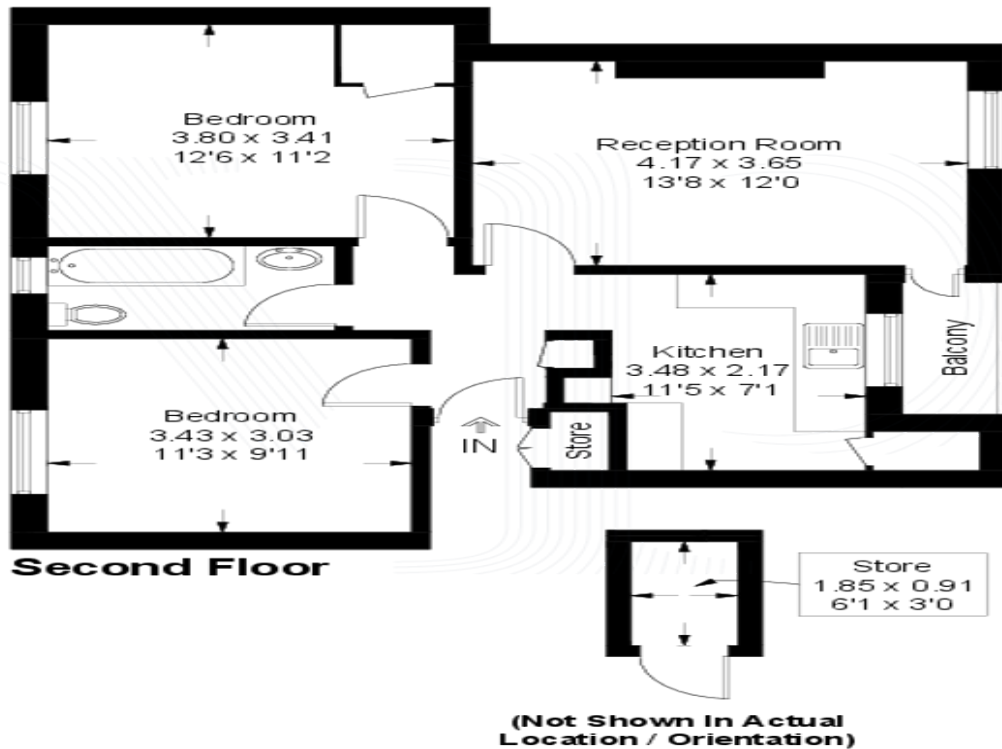 Bedroom
3.80 x 3.41
12'6 x 11'2
Reception Room
4.17 x 3.65
13'8 x 12'0
Kitchen
3.48 x 2.17
11'5 x 7'1
Balcony
Bedroom
3.43 x 3.03
11'3 x 9'11
IN
Store
Second Floor
Store
1.85 x 0.91
6'1 x 3'0
(Not Shown In Actual
Location / Orientation)